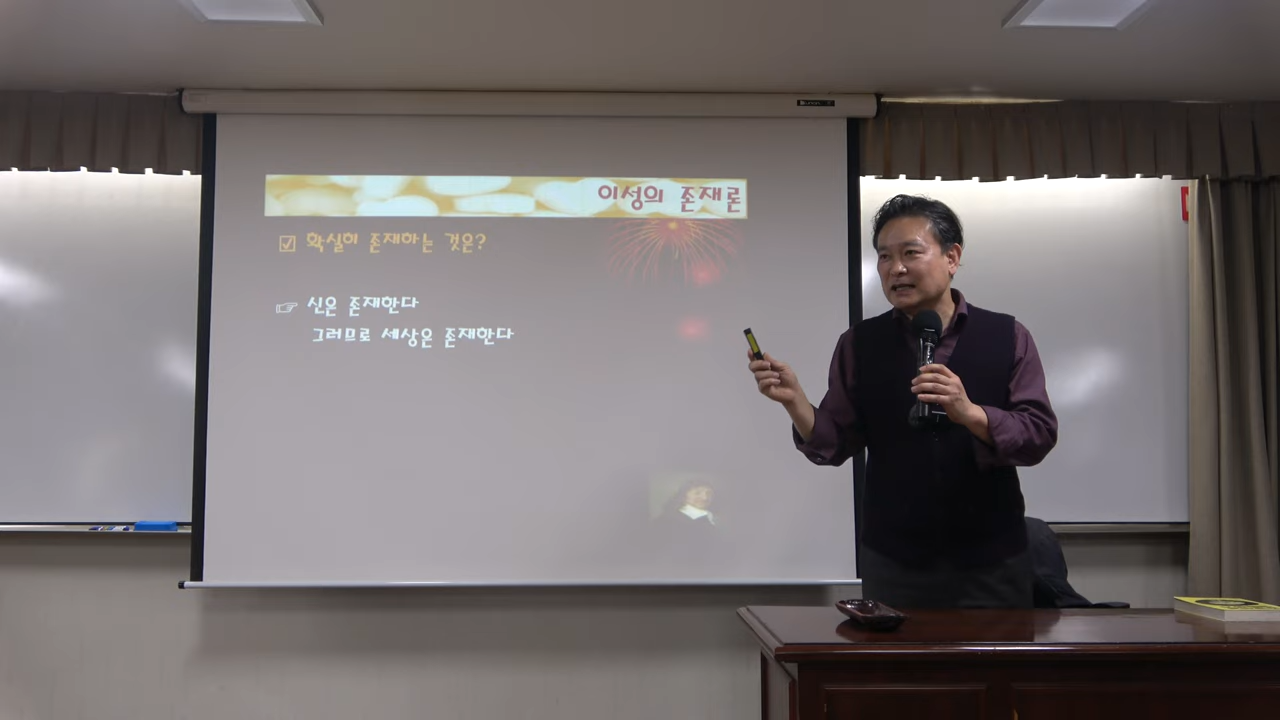 이성의 존재론
확실히 존재하는 것은?
신은 존재한다
그러므로 세상은 존재한다